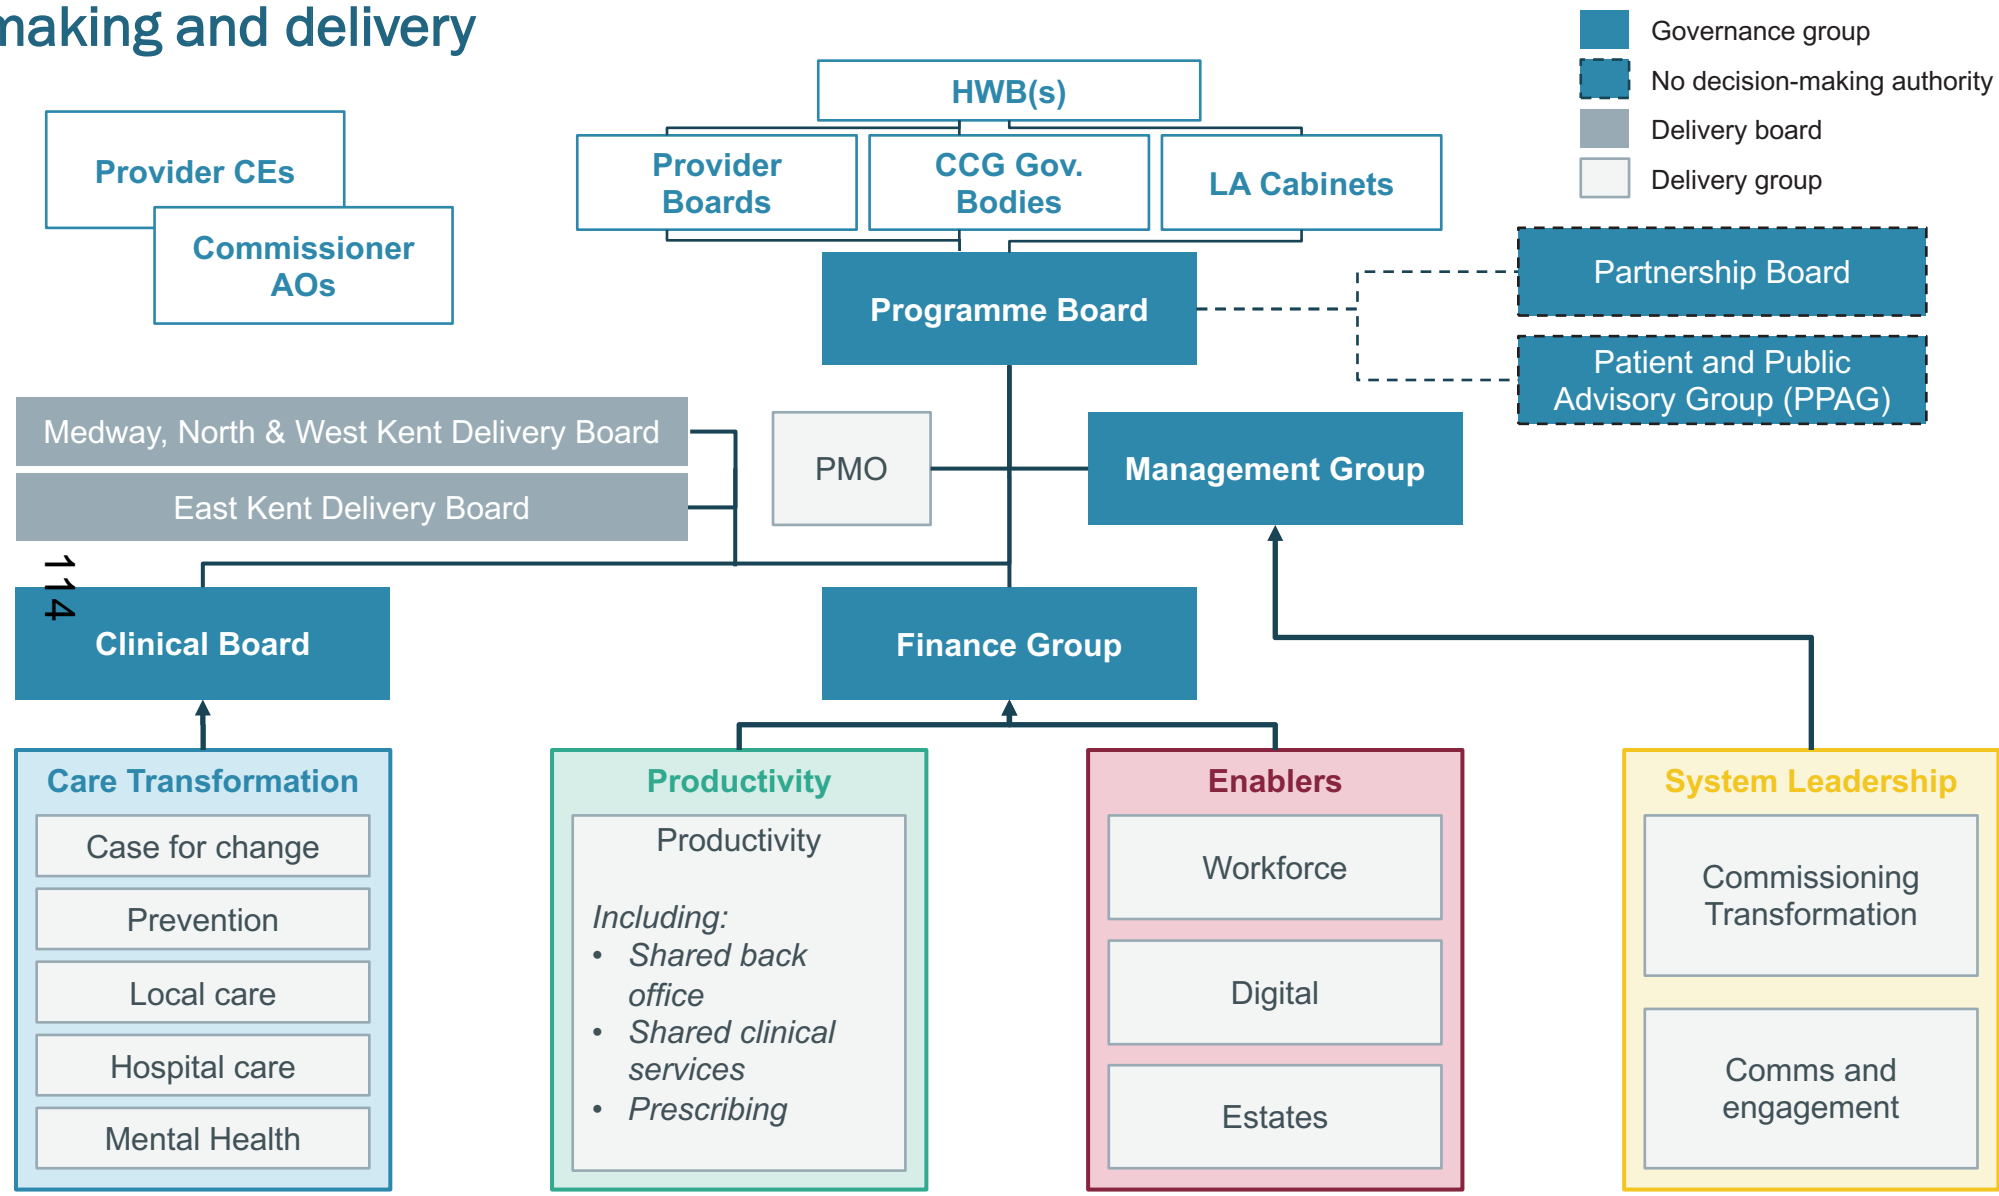 making and delivery
Governance group
No decision-making authority
Delivery board
Delivery group
HWB(s)
Provider CEs
Commissioner
AOs
Provider
Boards
CCG Gov.
Bodies
LA Cabinets
Programme Board
Partnership Board
Patient and Public
Advisory Group (PPAG)
Medway, North & West Kent Delivery Board
East Kent Delivery Board
PMO
Management Group
114
Clinical Board
Finance Group
Care Transformation
Case for change
Prevention
Local care
Hospital care
Mental Health
Productivity
Productivity
Including:
• Shared back
office
• Shared clinical
services
• Prescribing
Enablers
Workforce
Digital
Estates
System Leadership
Commissioning
Transformation
Comms and
engagement